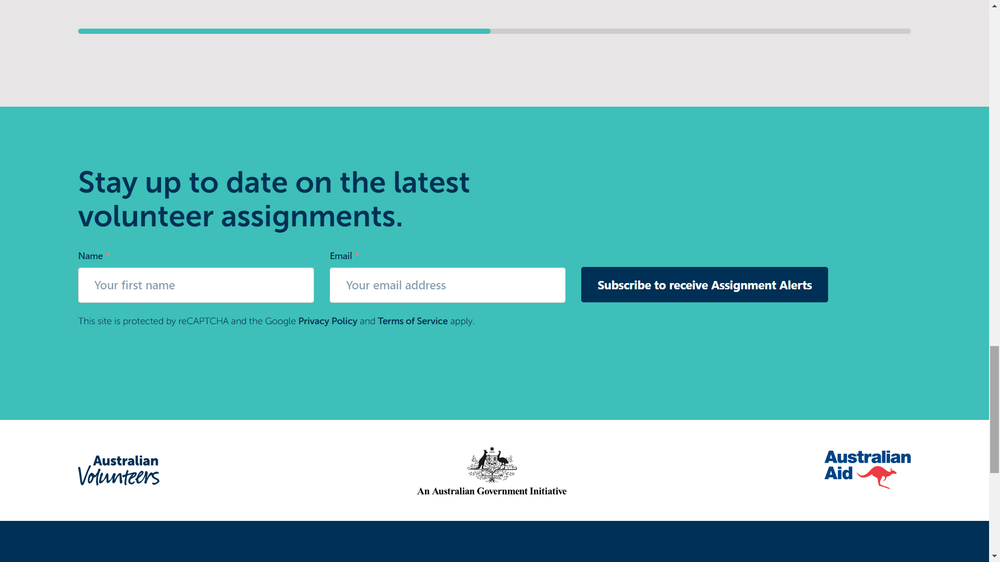 Stay up to date on the latest
volunteer assignments.
Name *
Email *
Your first name
Your email address
Subscribe to receive Assignment Alerts
This site is protected by reCAPTCHA and the Google Privacy Policy and Terms of Service apply.
Australian
Volunteers
AUSTRALIA
An Australian Government Initiative
Australian
Aid